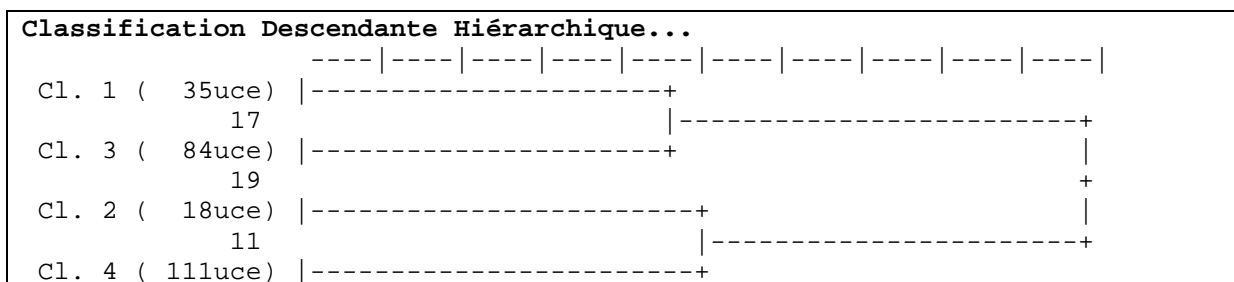 Classification Descendante Hiérarchique...
----|----|----|----|----|----|----|----|----|----|
Cl. 1 (  35uce) |----------------------+
17 |-------------------------+
Cl. 3 (  84uce) |----------------------+ |
19 +
Cl. 2 (  18uce) |------------------------+ |
11 |-----------------------+
Cl. 4 ( 111uce) |------------------------+